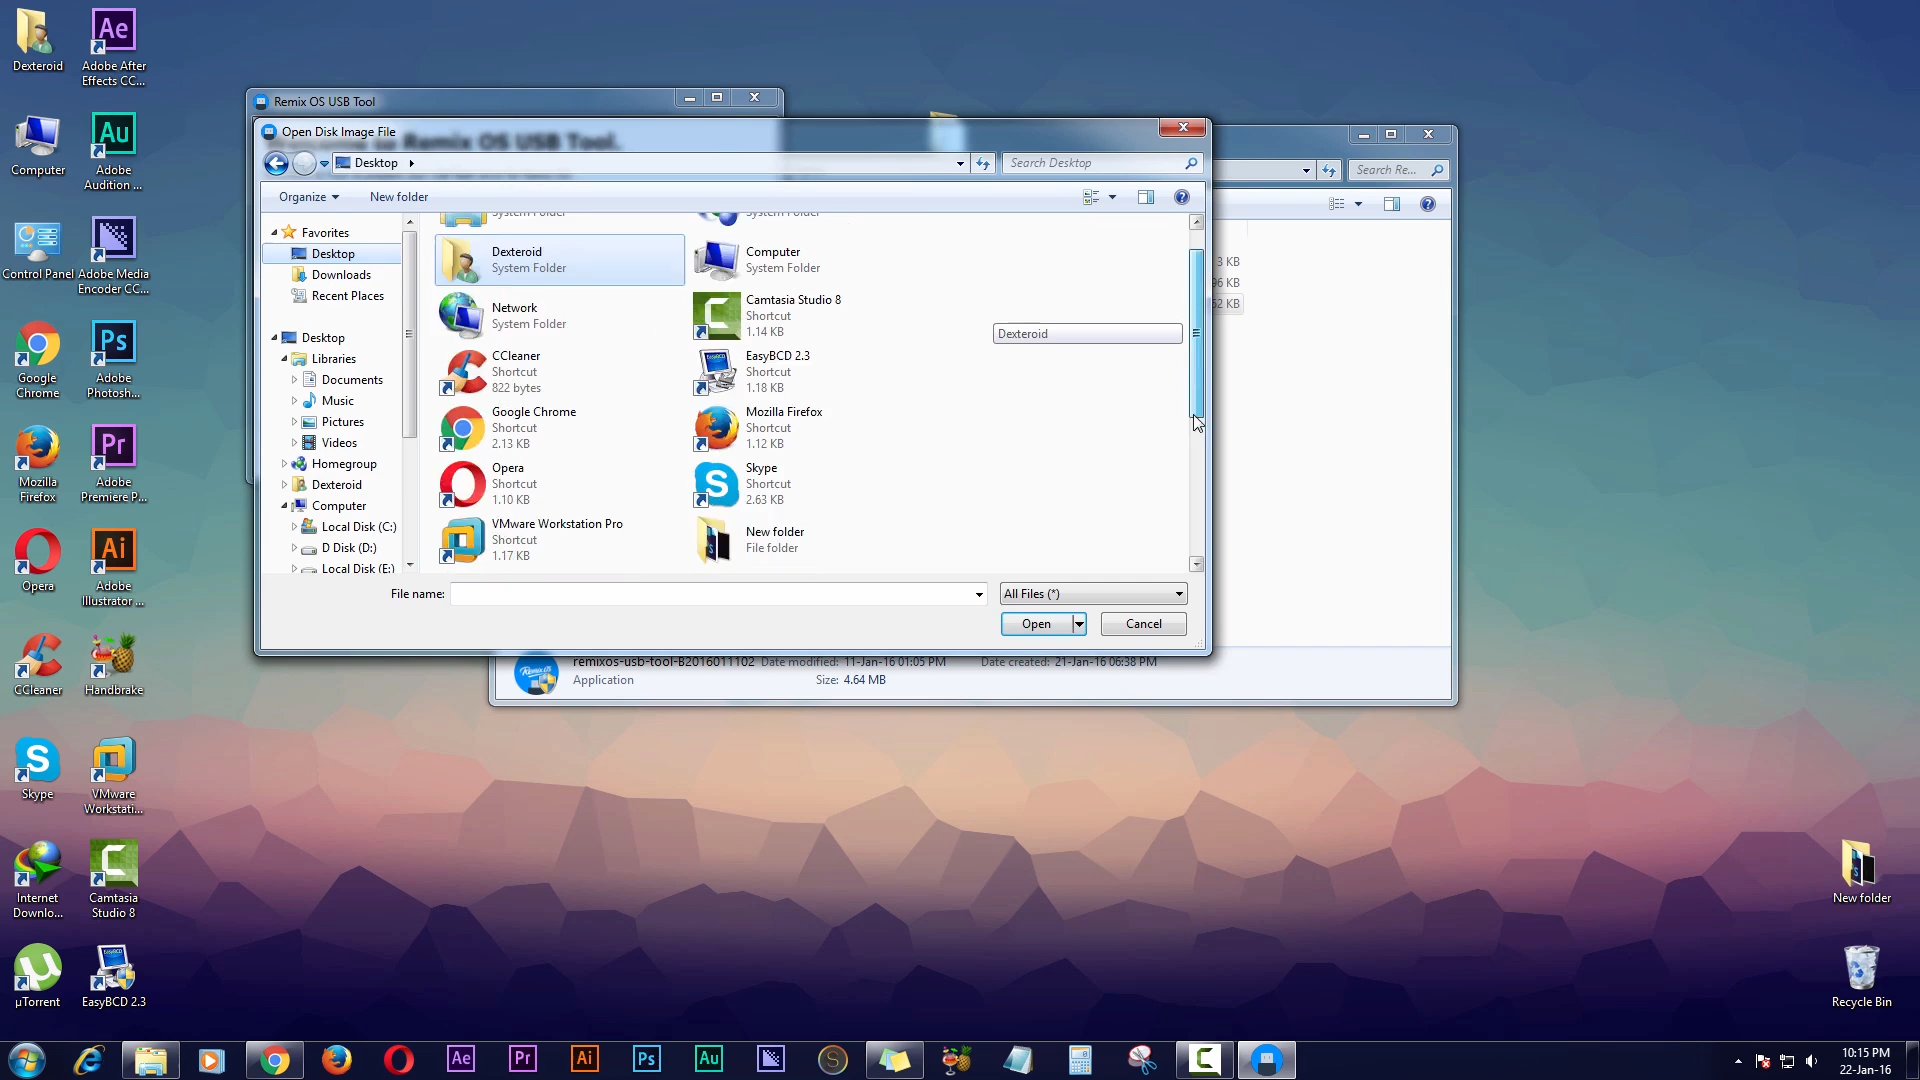 Dexteroid
Adobe After
Effects CC...
Computer
Adobe
Audition ...
Control Panel
Adobe Media
Encoder CC...
Google
Chrome
Adobe
Photosh...
Mozilla
Firefox
Adobe
Premiere P...
Opera
Adobe
Illustrator ...
CCleaner
Handbrake
Skype
VMware
Workstati...
Internet
Downlo...
Camtasia
Studio 8
µTorrent
EasyBCD 2.3
Remix OS USB Tool
Remix OS USB Tool.
Open Disk Image File
Desktop
Search Desktop
Organize
New folder
Favorites
Desktop
Downloads
Recent Places
Desktop
Libraries
Documents
Music
Pictures
Videos
Homegroup
Dexteroid
Computer
Local Disk (C:)
D Disk (D:)
Local Disk (E:)
System Folder
System Folder
Dexteroid
System Folder
Computer
System Folder
Network
System Folder
Camtasia Studio 8
Shortcut
1.14 KB
CCleaner
Shortcut
822 bytes
EasyBCD 2.3
Shortcut
1.18 KB
Google Chrome
Shortcut
2.13 KB
Mozilla Firefox
Shortcut
1.12 KB
Opera
Shortcut
1.10 KB
Skype
Shortcut
2.63 KB
VMware Workstation Pro
Shortcut
1.17 KB
New folder
File folder
Dexteroid
File name:
All Files (*)
Open
Cancel
Search Re...
3 KB
96 KB
52 KB
remixos-usb-tool-B2016011102 Date modified: 11-Jan-16 01:05 PM Date created: 21-Jan-16 06:38 PM
Application Size: 4.64 MB
New folder
Recycle Bin
10:15 PM
22-Jan-16